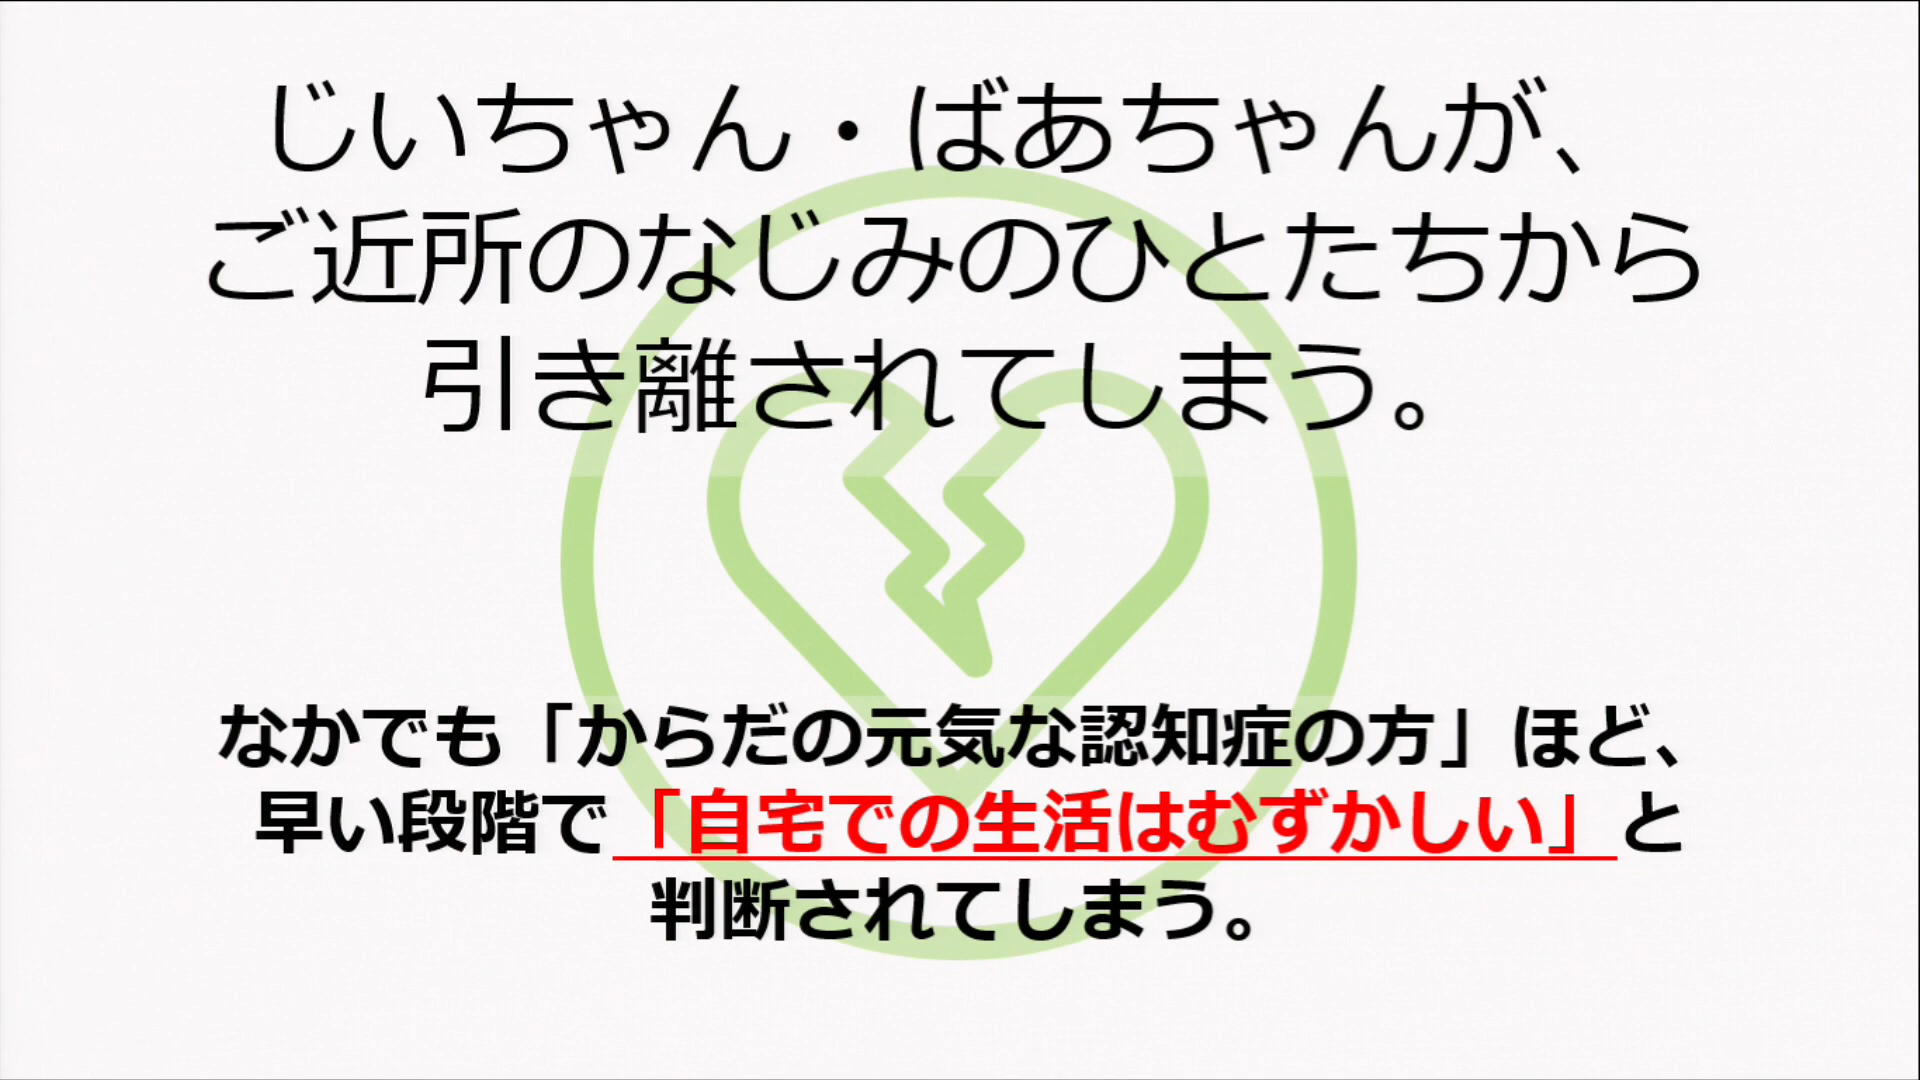 じいちゃん・ばあちゃんが、
ご近所のなじみのひとたちから
引き離されてしまう。
なかでも「からだの元気な認知症の方」ほど、
早い段階で「自宅での生活はむずかしい」と
判断されてしまう。